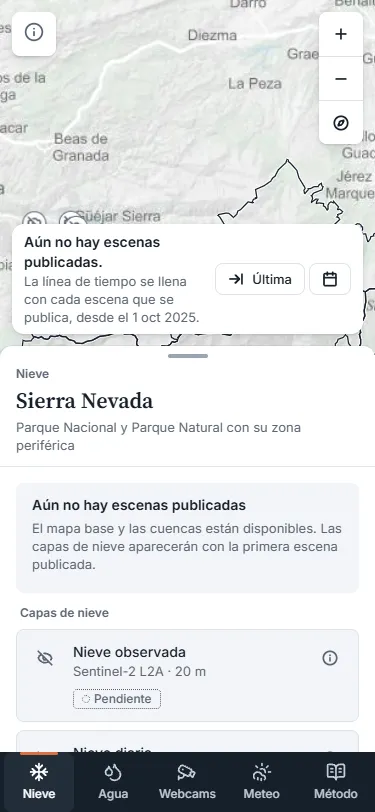 Darro
Diezma
Benal
Grae
os de la
ga
La Peza
acar
Beas de
Granada
Guad
Jérez
Marque
Güéjar Sierra
Aún no hay escenas
publicadas.
La línea de tiempo se llena
con cada escena que se
publica, desde el 1 oct 2025.
Última
Nieve
Sierra Nevada
Parque Nacional y Parque Natural con su zona
periférica
Aún no hay escenas publicadas
El mapa base y las cuencas están disponibles. Las
capas de nieve aparecerán con la primera escena
publicada.
Capas de nieve
Nieve observada
Sentinel-2 L2A · 20 m
Pendiente
Nieve diaria
Nieve
Agua
Webcams
Meteo
Método